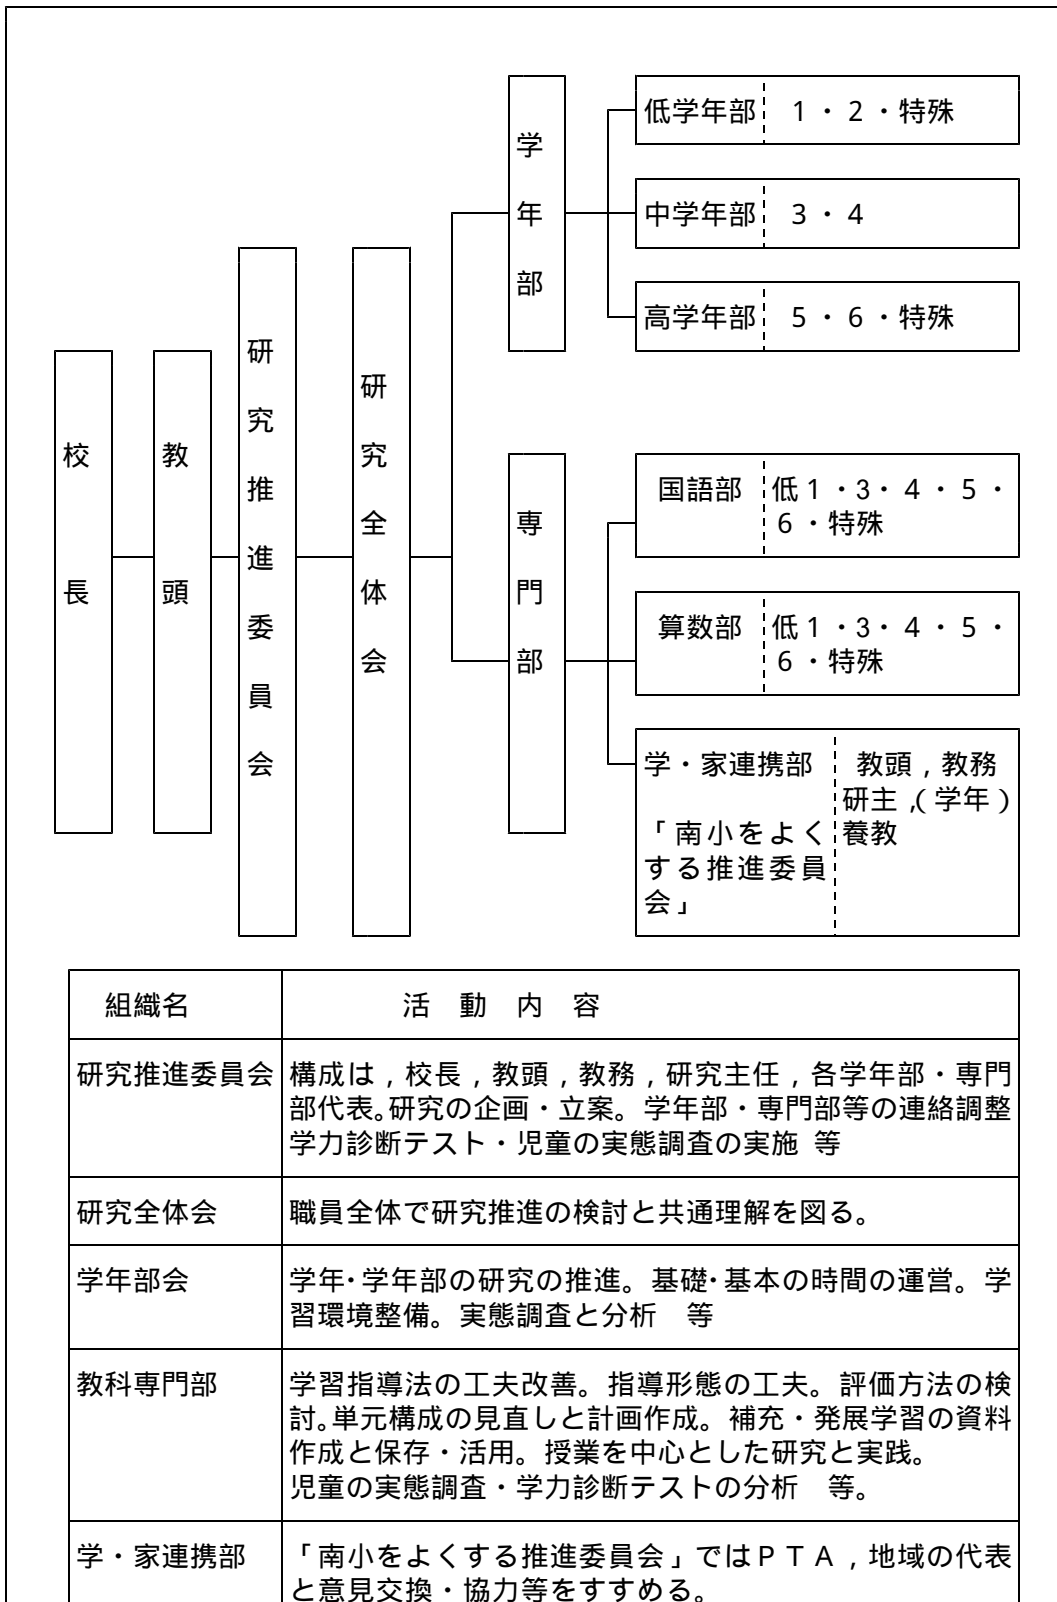 校長
教頭
研究推進委員会
研究全体会
学年部
低学年部 1・2・特殊
中学年部 3・4
高学年部 5・6・特殊
専門部
国語部 低1・3・4・5・
6・特殊
算数部 低1・3・4・5・
6・特殊
学・家連携部
「南小をよく
する推進委員
会」
教頭，教務
研主，（学年）
養教
組織名 活動内容
研究推進委員会 構成は，校長，教頭，教務，研究主任，各学年部・専門
部代表。研究の企画・立案。学年部・専門部等の連絡調整
学力診断テスト・児童の実態調査の実施 等
研究全体会 職員全体で研究推進の検討と共通理解を図る。
学年部会 学年・学年部の研究の推進。基礎・基本の時間の運営。学
習環境整備。実態調査と分析 等
教科専門部 学習指導法の工夫改善。指導形態の工夫。評価方法の検
討。単元構成の見直しと計画作成。補充・発展学習の資料
作成と保存・活用。授業を中心とした研究と実践。
児童の実態調査・学力診断テストの分析 等。
学・家連携部 「南小をよくする推進委員会」ではＰＴＡ，地域の代表
と意見交換・協力等をすすめる。